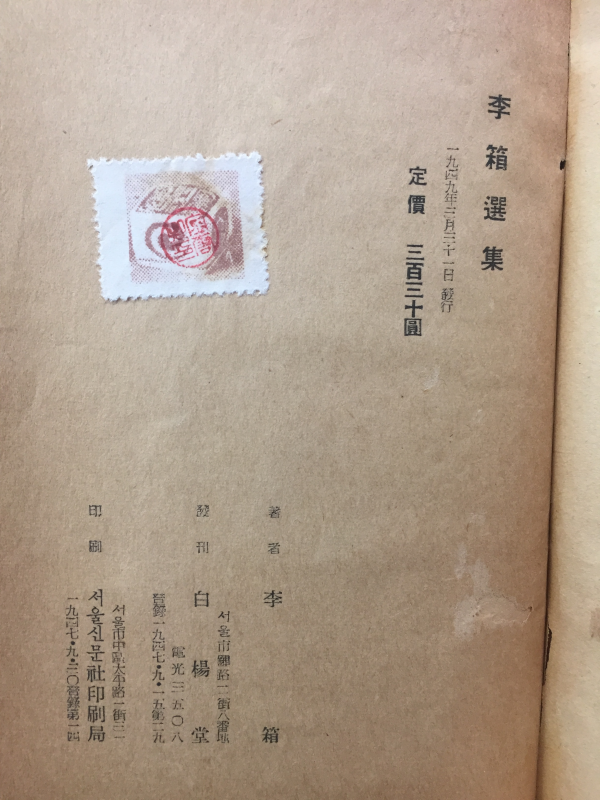 李箱選集
一九四九年三月三十一日 發行
定價 三百三十圓
著者 李箱
서울市鍾路二街八番地
發刊 白楊堂
電光三五〇八
登錄一九四七・九・一五第二九
서울市中區太平路一街三一
印刷 서울신문社印刷局
一九四七・九・三〇登錄第一四